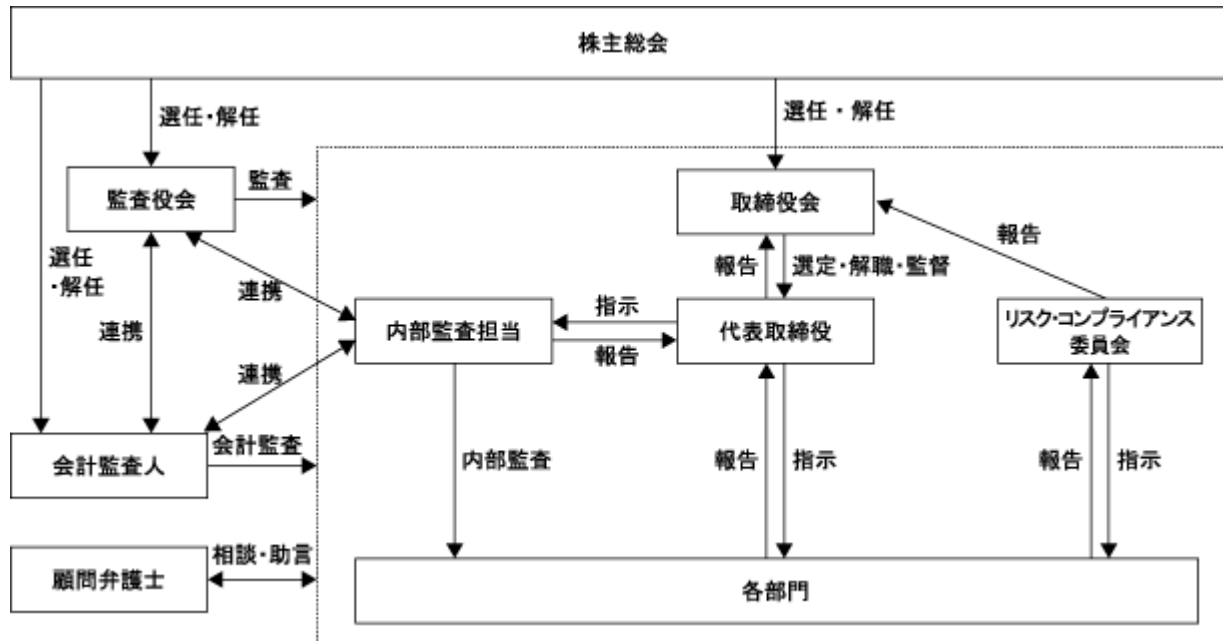 株主総会
選任・解任
選任 ・ 解任
監査役会
監査
取締役会
報告
選任
・解任
連携
連携
報告
選定・解職・監督
指示
内部監査担当
代表取締役
リスク・コンプライアンス
委員会
報告
連携
会計監査人
会計監査
内部監査
報告
指示
報告
指示
顧問弁護士
相談・助言
各部門